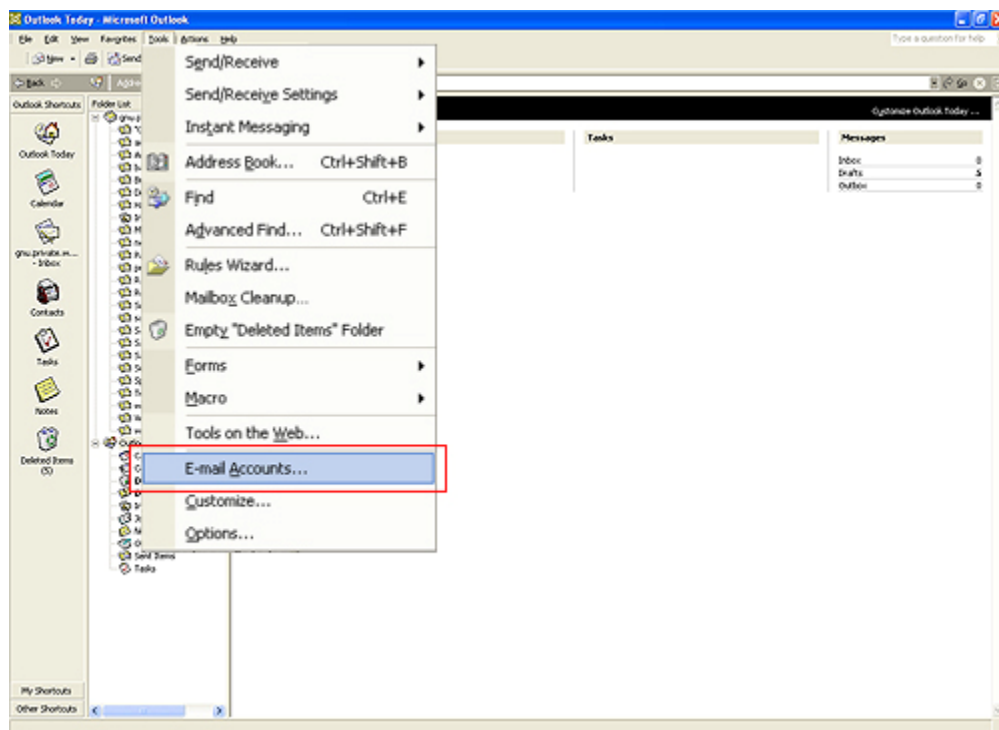 Outlook Today - Microsoft Outlook
File Edit View Favorites Tools Actions Help
Type a question for help
New
Send
Back
Outlook Shortcuts
Folder List
Customize Outlook Today ...
Outlook Today
Calendar
gnu.private.m...
- Inbox
Contacts
Tasks
Notes
Deleted Items
(5)
My Shortcuts
Other Shortcuts
Send/Receive
Send/Receive Settings
Instant Messaging
Address Book... Ctrl+Shift+B
Find Ctrl+E
Advanced Find... Ctrl+Shift+F
Rules Wizard...
Mailbox Cleanup...
Empty "Deleted Items" Folder
Forms
Macro
Tools on the Web...
E-mail Accounts...
Customize...
Options...
Sent Items
Tasks
Tasks
Messages
Inbox 0
Drafts 5
Outbox 0